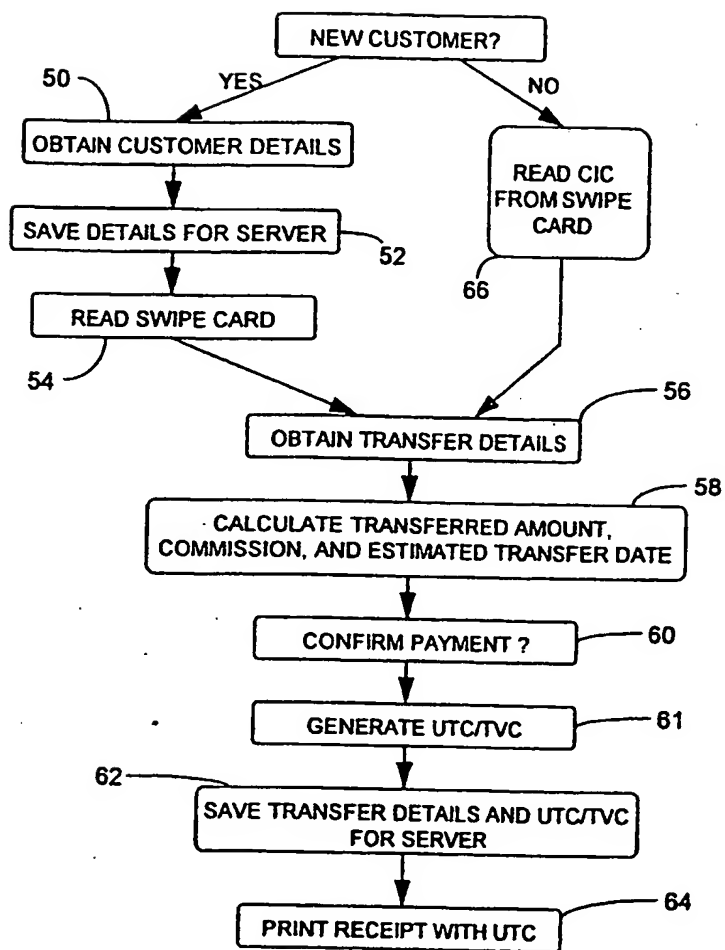 NEW CUSTOMER?
50
YES
NO
OBTAIN CUSTOMER DETAILS
READ CIC
FROM SWIPE
CARD
SAVE DETAILS FOR SERVER
52
66
READ SWIPE CARD
54
56
OBTAIN TRANSFER DETAILS
58
CALCULATE TRANSFERRED AMOUNT,
COMMISSION, AND ESTIMATED TRANSFER DATE
CONFIRM PAYMENT ?
60
GENERATE UTC/TVC
61
62
SAVE TRANSFER DETAILS AND UTC/TVC
FOR SERVER
64
PRINT RECEIPT WITH UTC